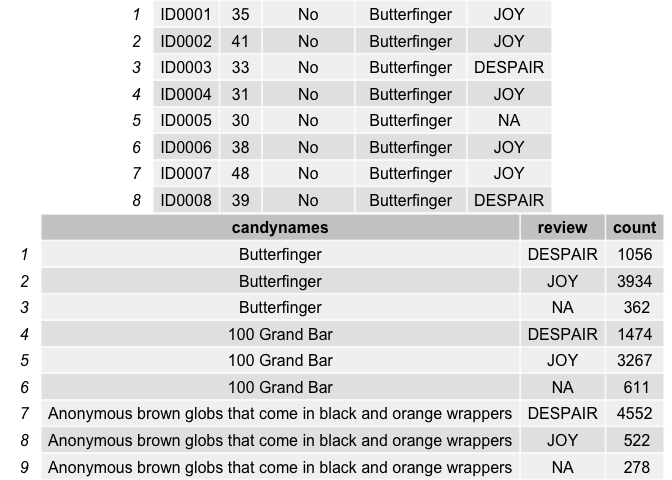 1 ID0001 35 No Butterfinger JOY
2 ID0002 41 No Butterfinger JOY
3 ID0003 33 No Butterfinger DESPAIR
4 ID0004 31 No Butterfinger JOY
5 ID0005 30 No Butterfinger NA
6 ID0006 38 No Butterfinger JOY
7 ID0007 48 No Butterfinger JOY
8 ID0008 39 No Butterfinger DESPAIR
candynames review count
1 Butterfinger DESPAIR 1056
2 Butterfinger JOY 3934
3 Butterfinger NA 362
4 100 Grand Bar DESPAIR 1474
5 100 Grand Bar JOY 3267
6 100 Grand Bar NA 611
7 Anonymous brown globs that come in black and orange wrappers DESPAIR 4552
8 Anonymous brown globs that come in black and orange wrappers JOY 522
9 Anonymous brown globs that come in black and orange wrappers NA 278